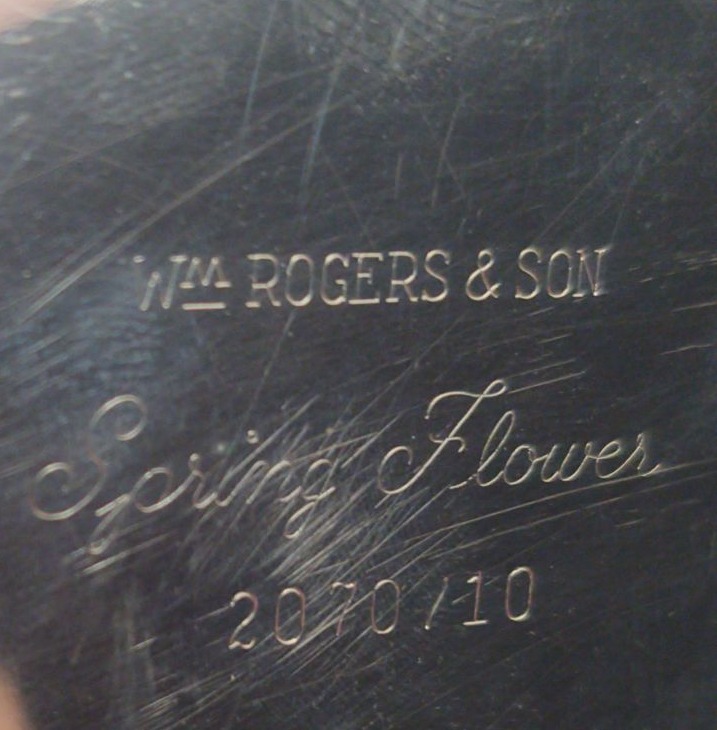 Wm ROGERS & SON
Spring Flower
2070/10